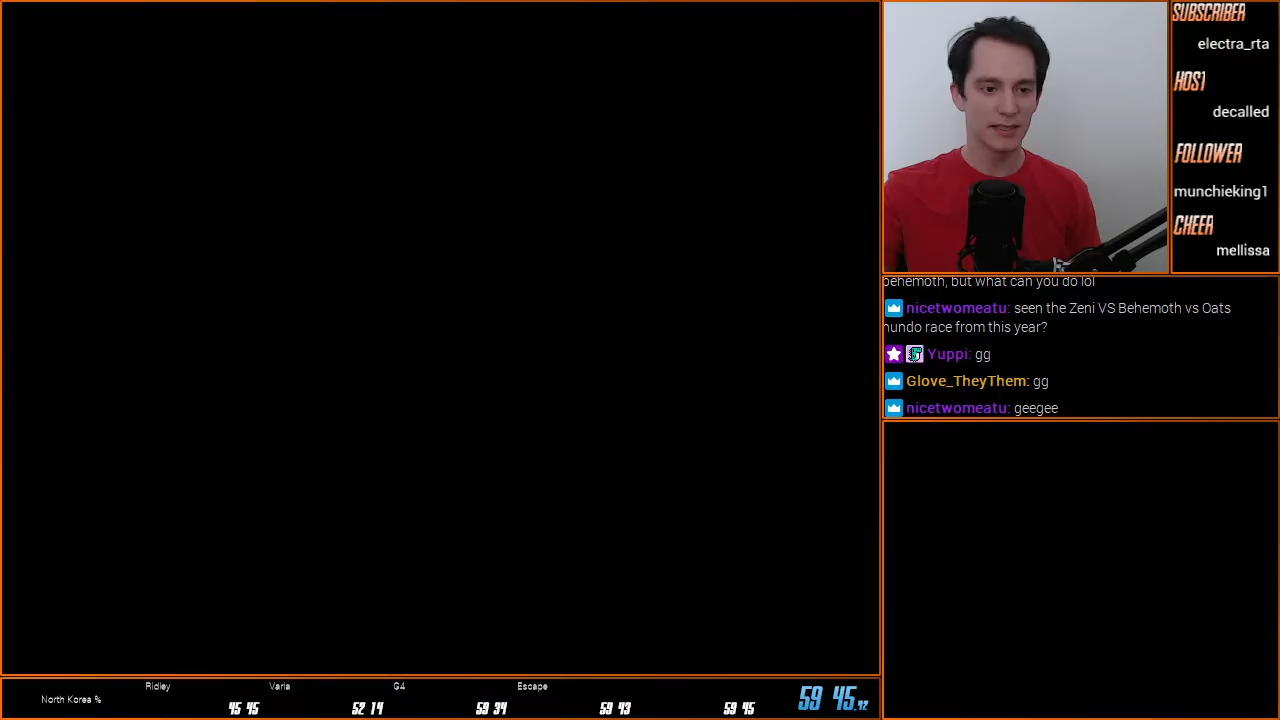 SUBSCRIBER
electra_rta
HOST
decalled
FOLLOWER
munchieking1
CHEER
mellissa
behemoth, but what can you do lol
nicetwomeatu: seen the Zeni VS Behemoth vs Oats
hundo race from this year?
Yuppi: gg
Glove_TheyThem: gg
nicetwomeatu: geegee
North Korea %
Ridley
45 45
Varia
52 14
G4
59 34
Escape
59 43
59 45
59 45.42